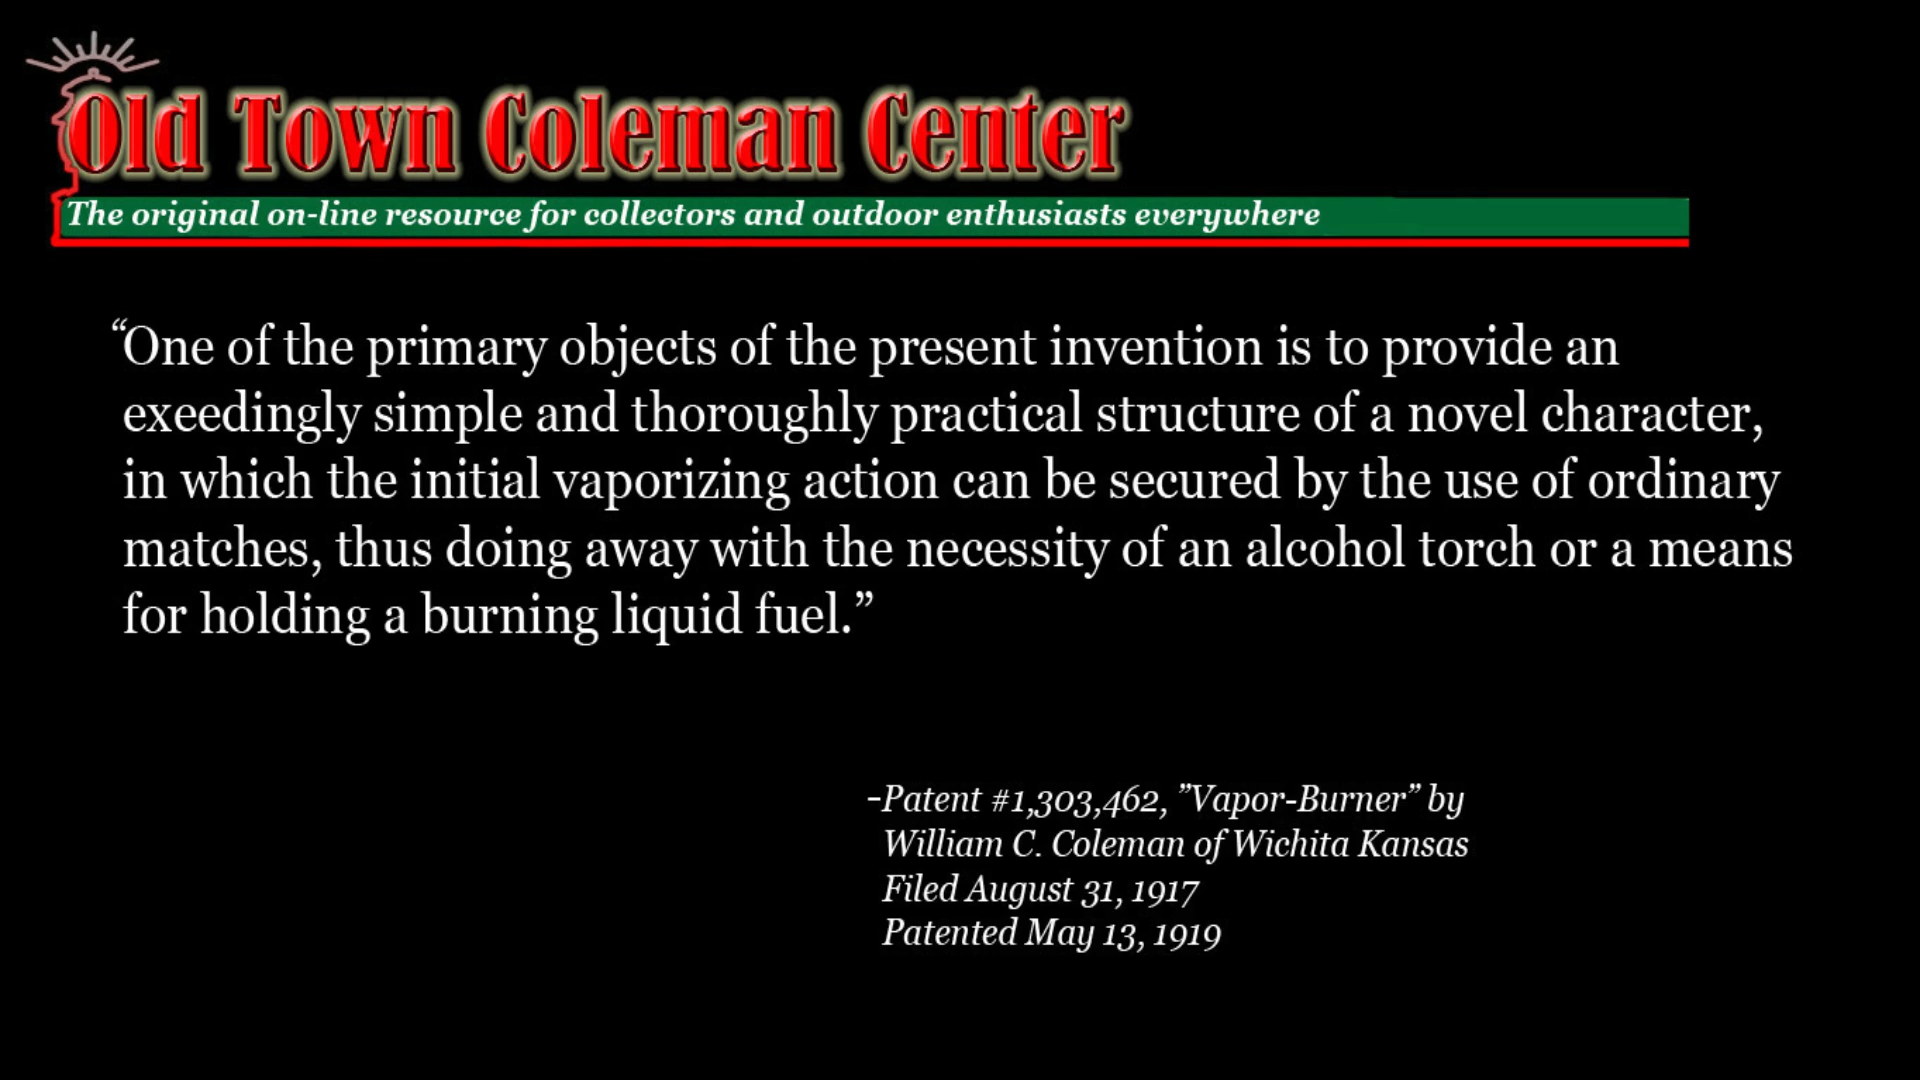 Old Town Coleman Center
The original on-line resource for collectors and outdoor enthusiasts everywhere
“One of the primary objects of the present invention is to provide an
exeedingly simple and thoroughly practical structure of a novel character,
in which the initial vaporizing action can be secured by the use of ordinary
matches, thus doing away with the necessity of an alcohol torch or a means
for holding a burning liquid fuel.”
-Patent #1,303,462, ”Vapor-Burner” by
William C. Coleman of Wichita Kansas
Filed August 31, 1917
Patented May 13, 1919